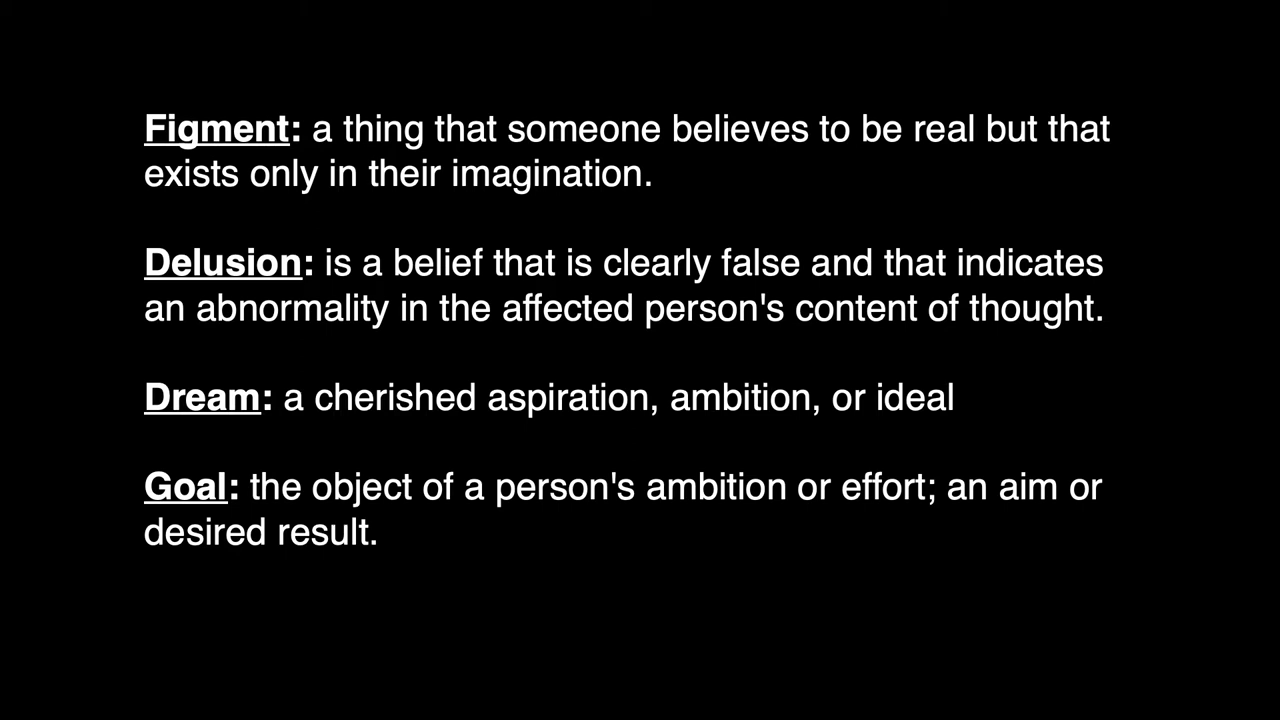 Figment: a thing that someone believes to be real but that
exists only in their imagination.
Delusion: is a belief that is clearly false and that indicates
an abnormality in the affected person's content of thought.
Dream: a cherished aspiration, ambition, or ideal
Goal: the object of a person's ambition or effort; an aim or
desired result.